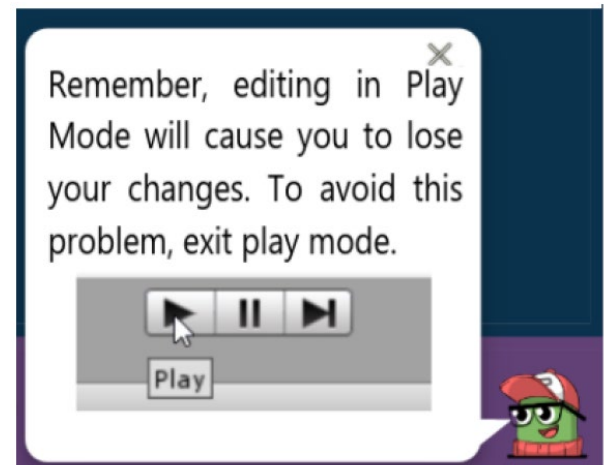 Remember, editing in Play
Mode will cause you to lose
your changes. To avoid this
problem, exit play mode.
Play